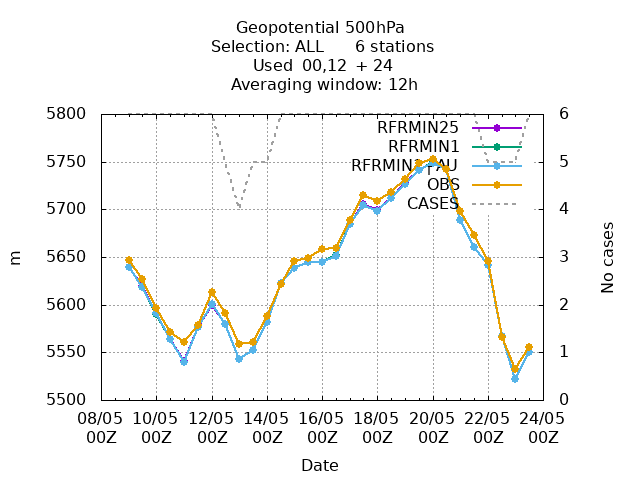 Geopotential 500hPa
Selection: ALL 6 stations
Used 00,12 + 24
Averaging window: 12h
5800
5750
5700
5650
5600
5550
5500
6
5
4
3
2
1
0
RFRMIN25
RFRMIN1
OBS
CASES
m
No cases
08/05 10/05 12/05 14/05 16/05 18/05 20/05 22/05 24/05
00Z 00Z 00Z 00Z 00Z 00Z 00Z 00Z 00Z
Date